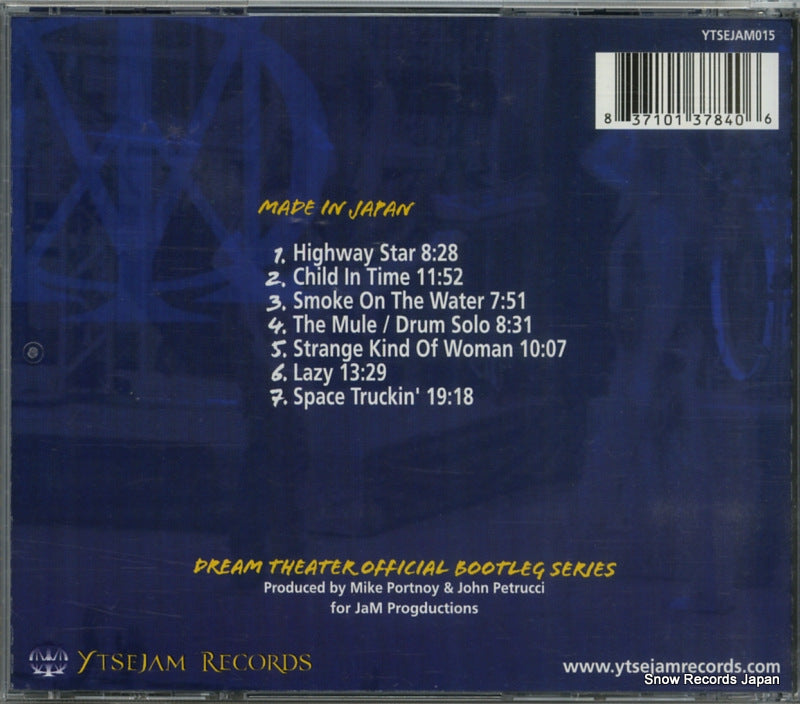 YTSEJAM015
8 37101 37840 6
MADE IN JAPAN
1. Highway Star 8:28
2. Child In Time 11:52
3. Smoke On The Water 7:51
4. The Mule / Drum Solo 8:31
5. Strange Kind Of Woman 10:07
6. Lazy 13:29
7. Space Truckin' 19:18
DREAM THEATER OFFICIAL BOOTLEG SERIES
Produced by Mike Portnoy & John Petrucci
for JaM Progductions
YTSEJAM RECORDS
www.ytsejamrecords.com
Snow Records Japan